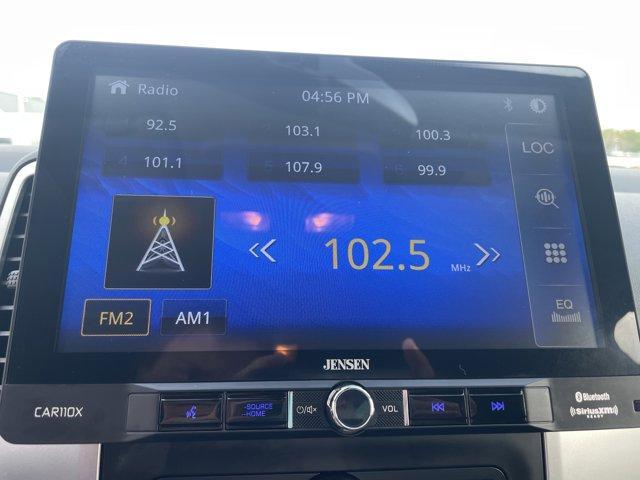 Radio
04:56 PM
92.5
103.1
100.3
4 101.1
5 107.9
6 99.9
LOC
102.5
MHz
FM2
AM1
EQ
JENSEN
CAR110X
SOURCE
HOME
VOL
Bluetooth
SiriusXM
READY